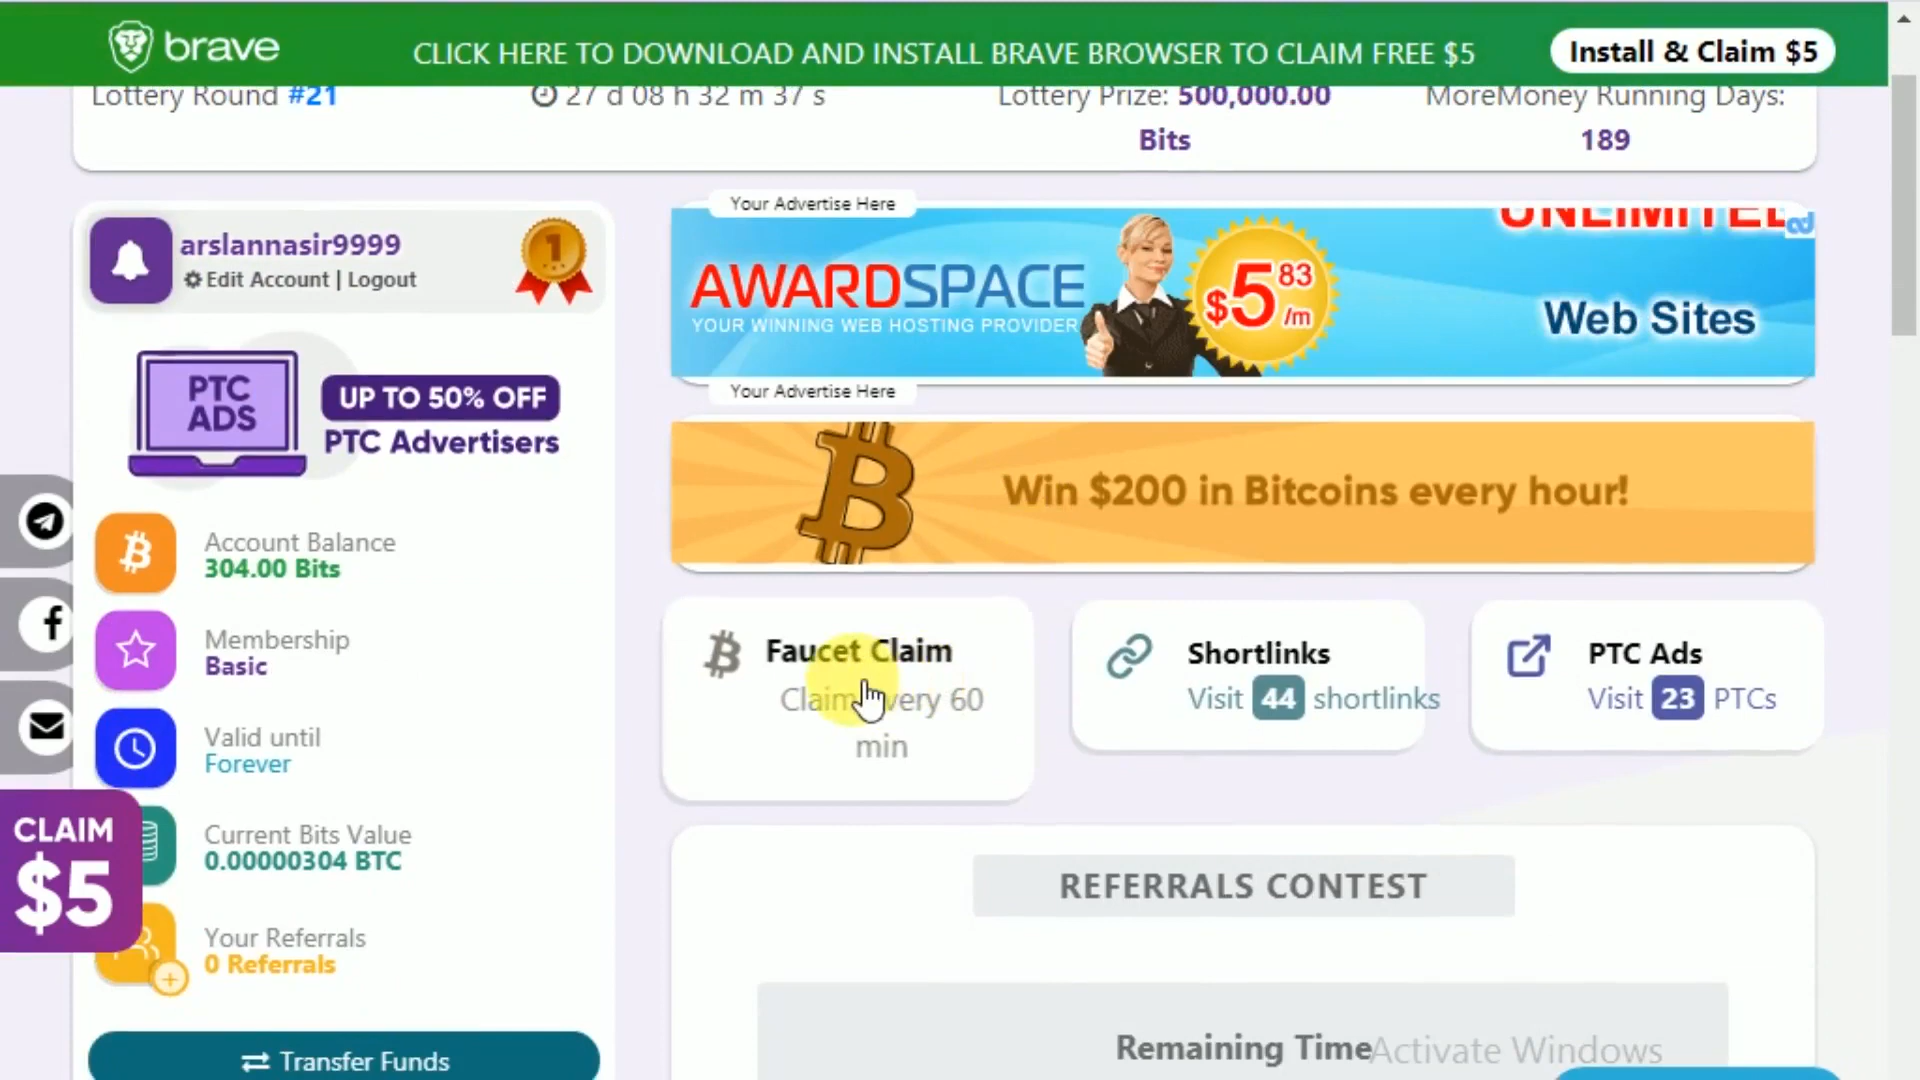 brave
CLICK HERE TO DOWNLOAD AND INSTALL BRAVE BROWSER TO CLAIM FREE $5
Install & Claim $5
Lottery Round #21
27 d 08 h 32 m 37 s
Lottery Prize: 500,000.00
Bits
MoreMoney Running Days:
189
arslannasir9999
Edit Account | Logout
1
PTC
ADS
UP TO 50% OFF
PTC Advertisers
Account Balance
304.00 Bits
Membership
Basic
Valid until
Forever
CLAIM
$5
Current Bits Value
0.00000304 BTC
Your Referrals
0 Referrals
Transfer Funds
Your Advertise Here
AWARDSPACE
YOUR WINNING WEB HOSTING PROVIDER
$5 83
/m
UNLIMITED
Web Sites
ad
Your Advertise Here
Win $200 in Bitcoins every hour!
Faucet Claim
Claim every 60
min
Shortlinks
Visit 44 shortlinks
PTC Ads
Visit 23 PTCs
REFERRALS CONTEST
Remaining Time
Activate Windows